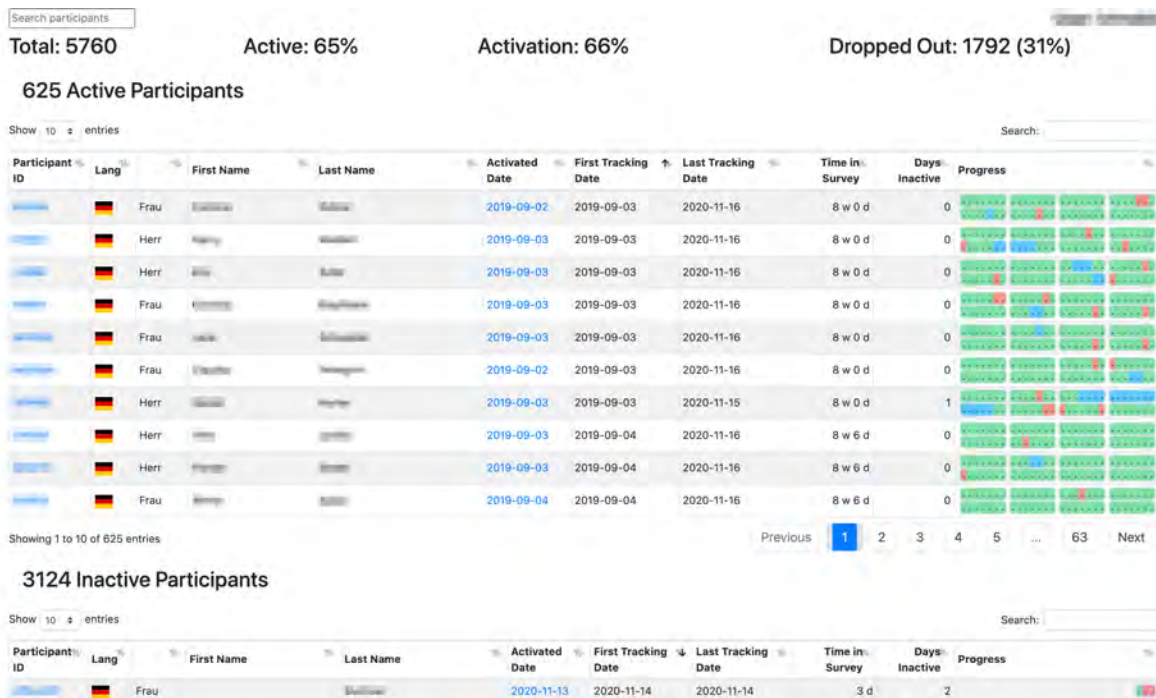 Search participants
Total: 5760 Active: 65% Activation: 66% Dropped Out: 1792 (31%)
625 Active Participants
Show 10 entries Search:
Participant ID Lang First Name Last Name Activated Date First Tracking Date Last Tracking Date Time in Survey Days Inactive Progress
Frau 2019-09-02 2019-09-03 2020-11-16 8 w 0 d 0
Herr 2019-09-03 2019-09-03 2020-11-16 8 w 0 d 0
Herr 2019-09-03 2019-09-03 2020-11-16 8 w 0 d 0
Frau 2019-09-03 2019-09-03 2020-11-16 8 w 0 d 0
Frau 2019-09-03 2019-09-03 2020-11-16 8 w 0 d 0
Frau 2019-09-02 2019-09-03 2020-11-16 8 w 0 d 0
Herr 2019-09-03 2019-09-03 2020-11-15 8 w 0 d 1
Herr 2019-09-03 2019-09-04 2020-11-16 8 w 6 d 0
Herr 2019-09-03 2019-09-04 2020-11-16 8 w 6 d 0
Frau 2019-09-04 2019-09-04 2020-11-16 8 w 6 d 0
Showing 1 to 10 of 625 entries Previous 1 2 3 4 5 ... 63 Next
3124 Inactive Participants
Show 10 entries Search:
Participant ID Lang First Name Last Name Activated Date First Tracking Date Last Tracking Date Time in Survey Days Inactive Progress
Frau 2020-11-13 2020-11-14 2020-11-14 3 d 2